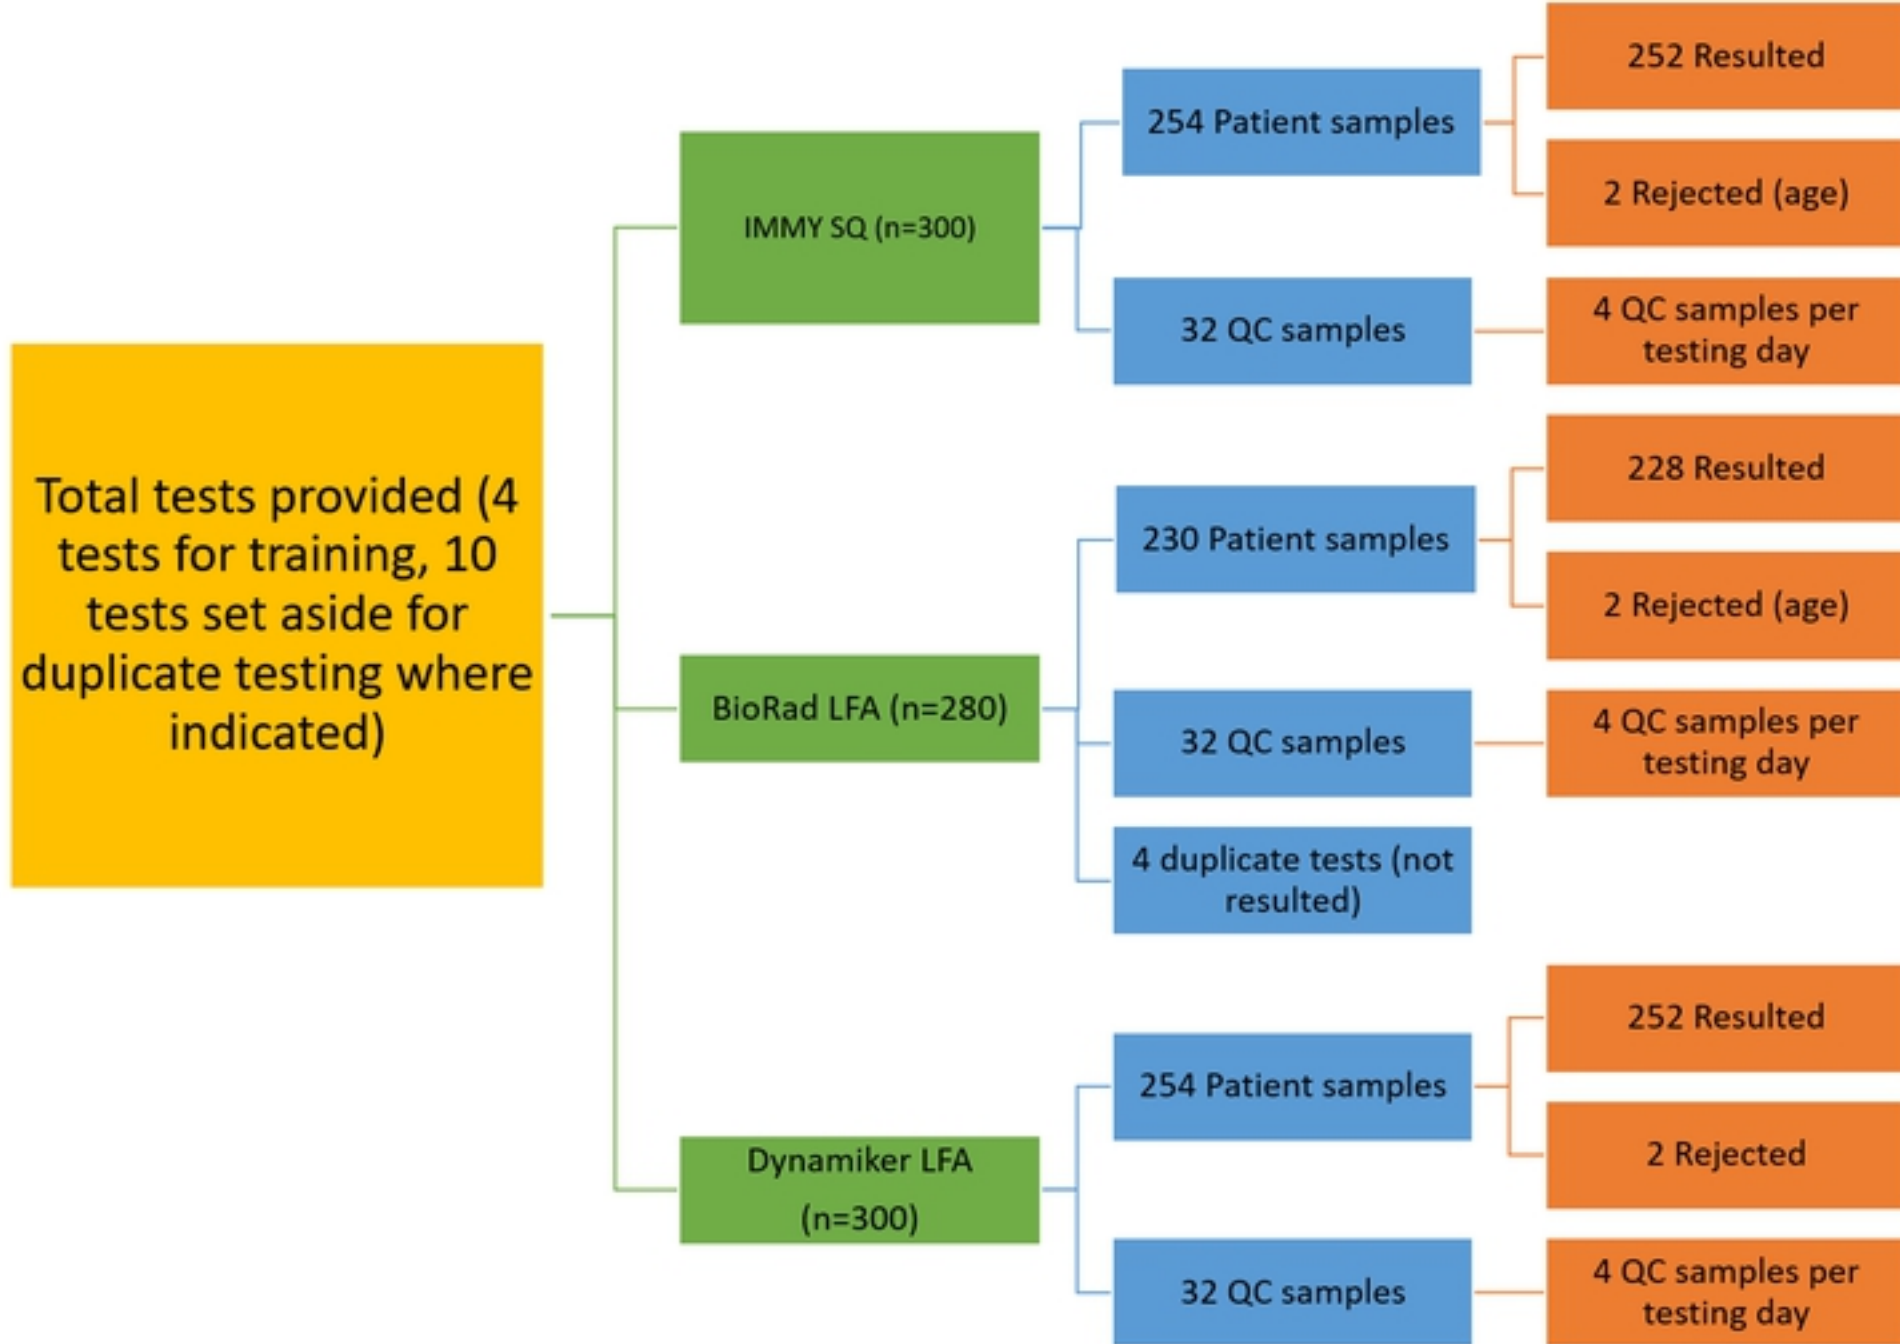 Total tests provided (4
tests for training, 10
tests set aside for
duplicate testing where
indicated)
IMMY SQ (n=300)
254 Patient samples
252 Resulted
2 Rejected (age)
32 QC samples
4 QC samples per
testing day
BioRad LFA (n=280)
230 Patient samples
228 Resulted
2 Rejected (age)
32 QC samples
4 QC samples per
testing day
4 duplicate tests (not
resulted)
Dynamiker LFA
(n=300)
254 Patient samples
252 Resulted
2 Rejected
32 QC samples
4 QC samples per
testing day